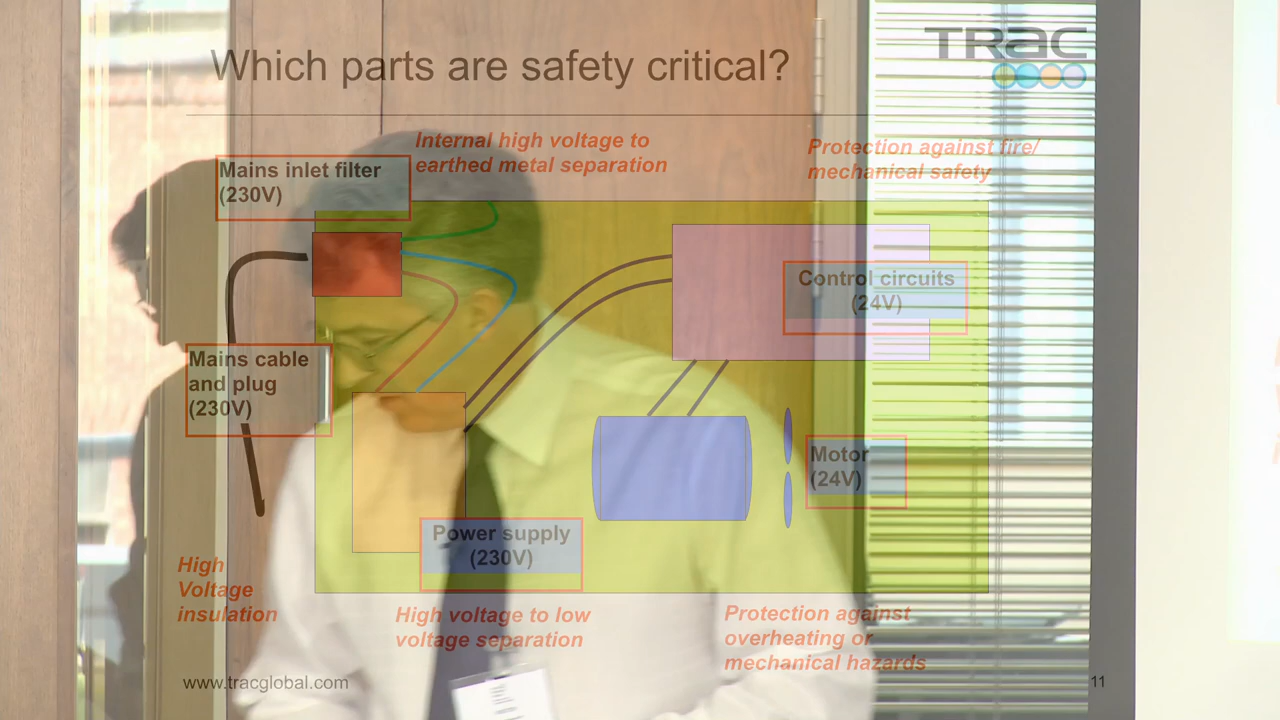 Which parts are safety critical?
TRaC
Internal high voltage to
earthed metal separation
Protection against fire/
mechanical safety
Mains inlet filter
(230V)
Control circuits
(24V)
Mains cable
and plug
(230V)
Motor
(24V)
Power supply
(230V)
High
Voltage
insulation
High voltage to low
voltage separation
Protection against
overheating or
mechanical hazards
www.tracglobal.com
11